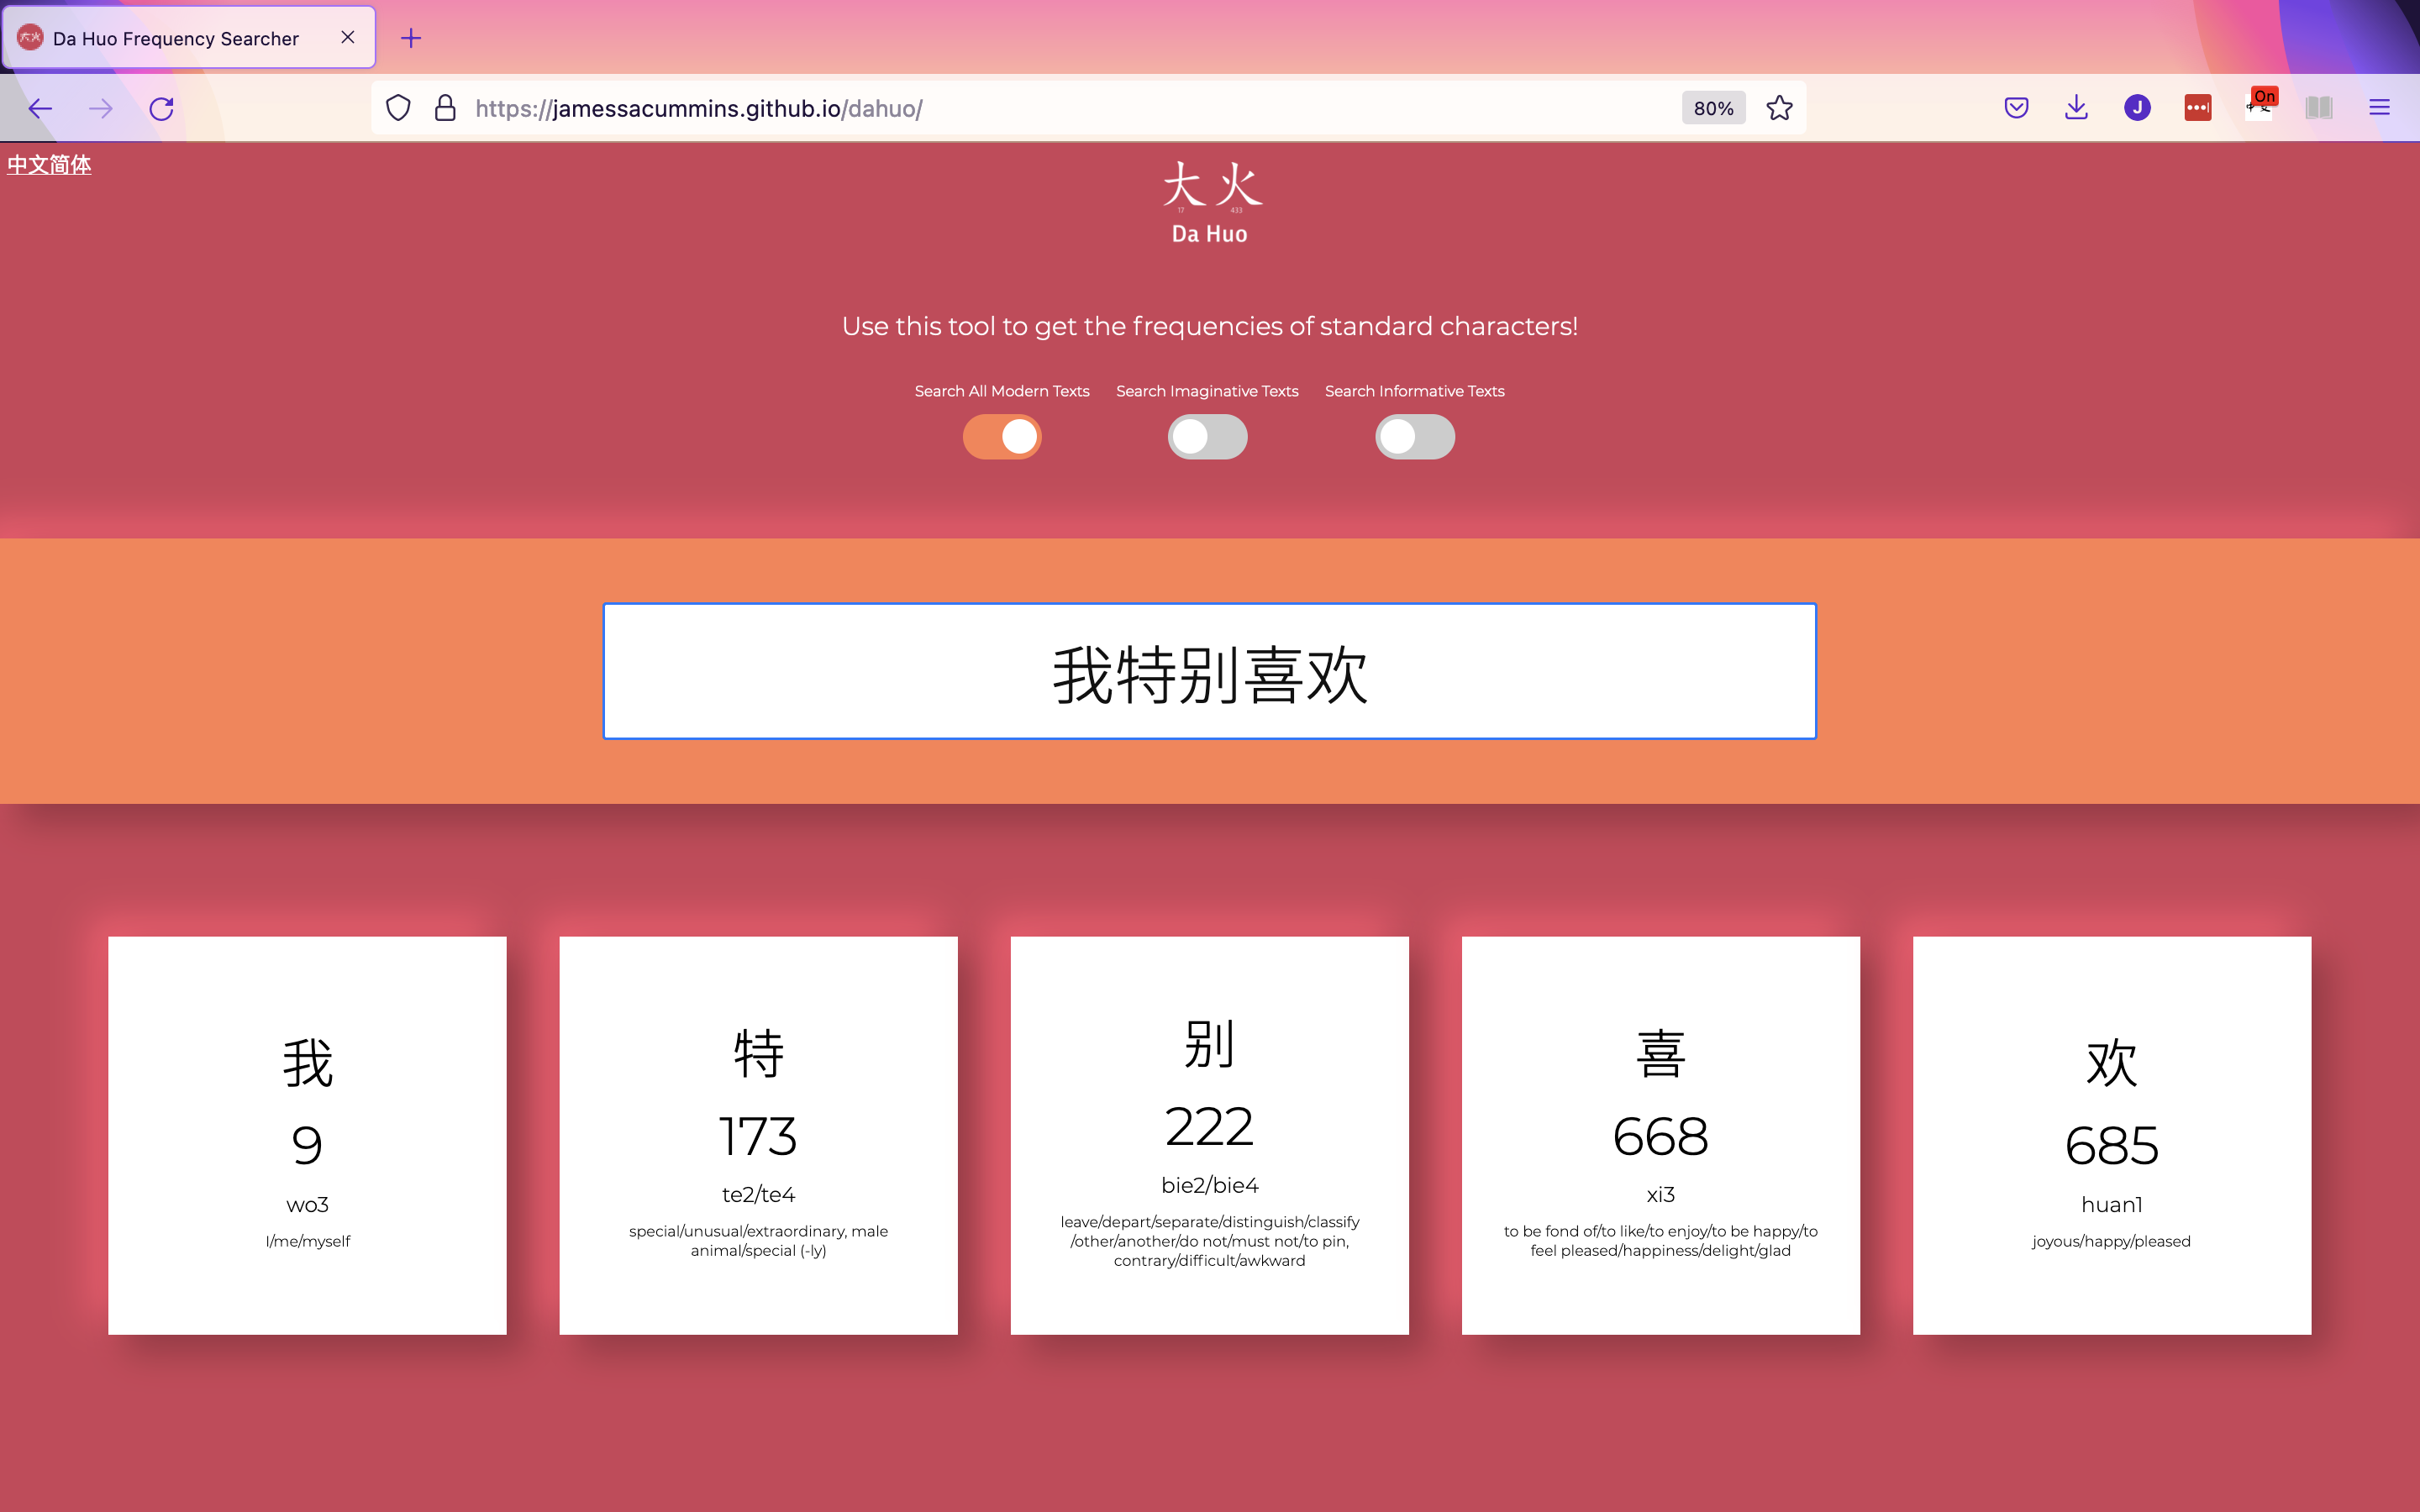 Da Huo Frequency Searcher
https://jamessacummins.github.io/dahuo/
80%
J
On
中文简体
大火
17 433
Da Huo
Use this tool to get the frequencies of standard characters!
Search All Modern Texts
Search Imaginative Texts
Search Informative Texts
我特别喜欢
我
9
wo3
I/me/myself
特
173
te2/te4
special/unusual/extraordinary, male
animal/special (-ly)
别
222
bie2/bie4
leave/depart/separate/distinguish/classify
/other/another/do not/must not/to pin,
contrary/difficult/awkward
喜
668
xi3
to be fond of/to like/to enjoy/to be happy/to
feel pleased/happiness/delight/glad
欢
685
huan1
joyous/happy/pleased